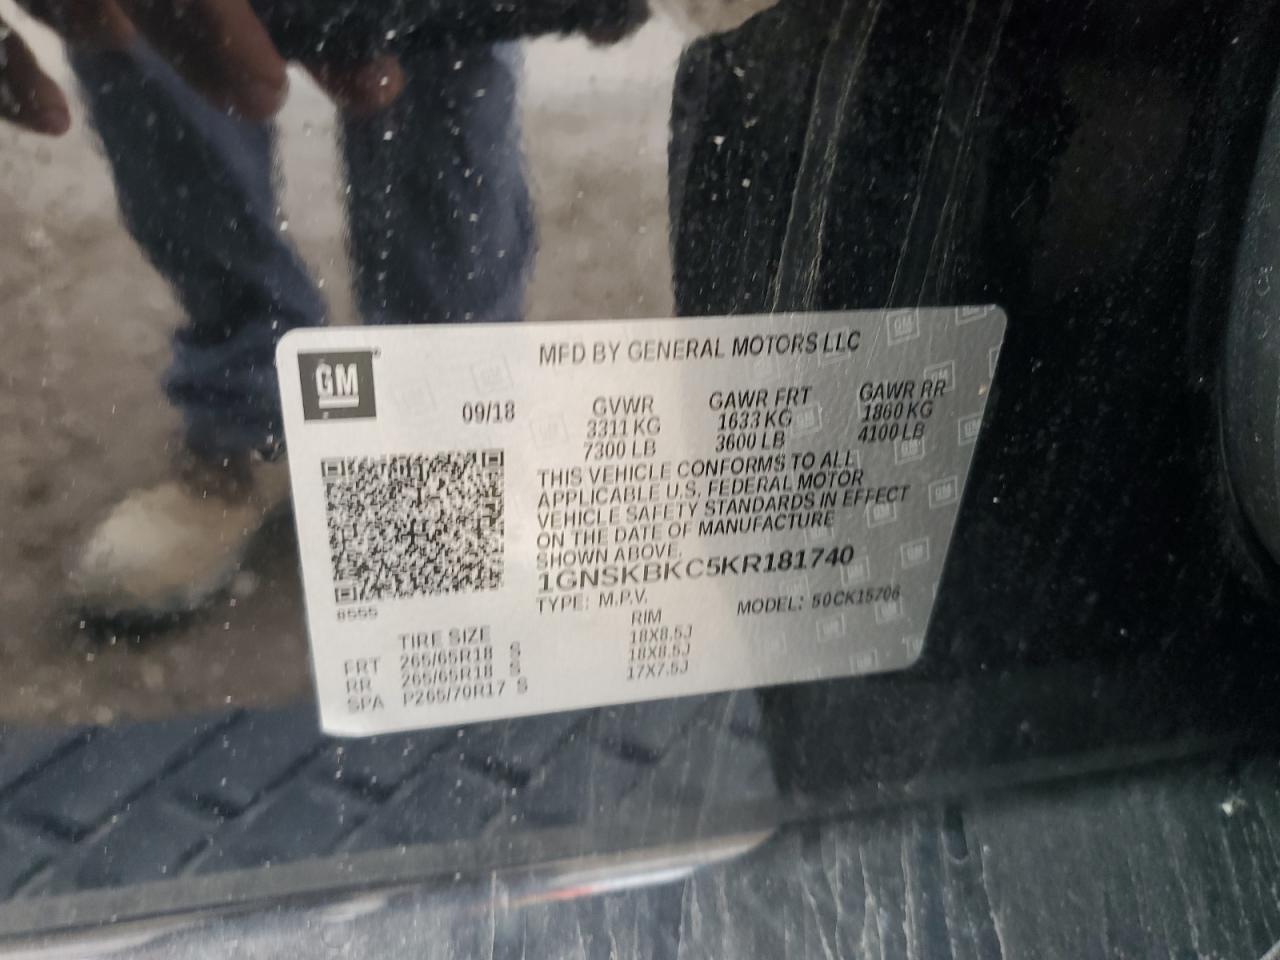 GM
MFD BY GENERAL MOTORS LLC
09/18
GVWR GAWR FRT GAWR RR
3311 KG 1633 KG 1860 KG
7300 LB 3600 LB 4100 LB
THIS VEHICLE CONFORMS TO ALL
APPLICABLE U.S. FEDERAL MOTOR
VEHICLE SAFETY STANDARDS IN EFFECT
ON THE DATE OF MANUFACTURE
SHOWN ABOVE.
1GNSKBKC5KR181740
8555
TYPE: M.P.V. MODEL: 50CK15706
TIRE SIZE RIM
FRT 265/65R18 S 18X8.5J
RR 265/65R18 S 18X8.5J
SPA P265/70R17 S 17X7.5J